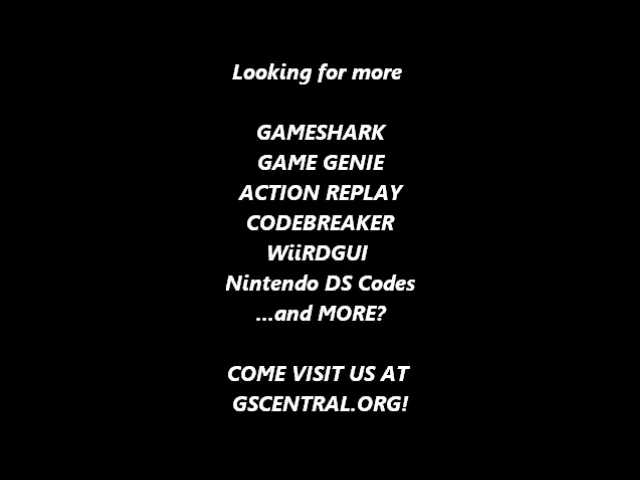 Looking for more
GAMESHARK
GAME GENIE
ACTION REPLAY
CODEBREAKER
WiiRDGUI
Nintendo DS Codes
...and MORE?
COME VISIT US AT
GSCENTRAL.ORG!